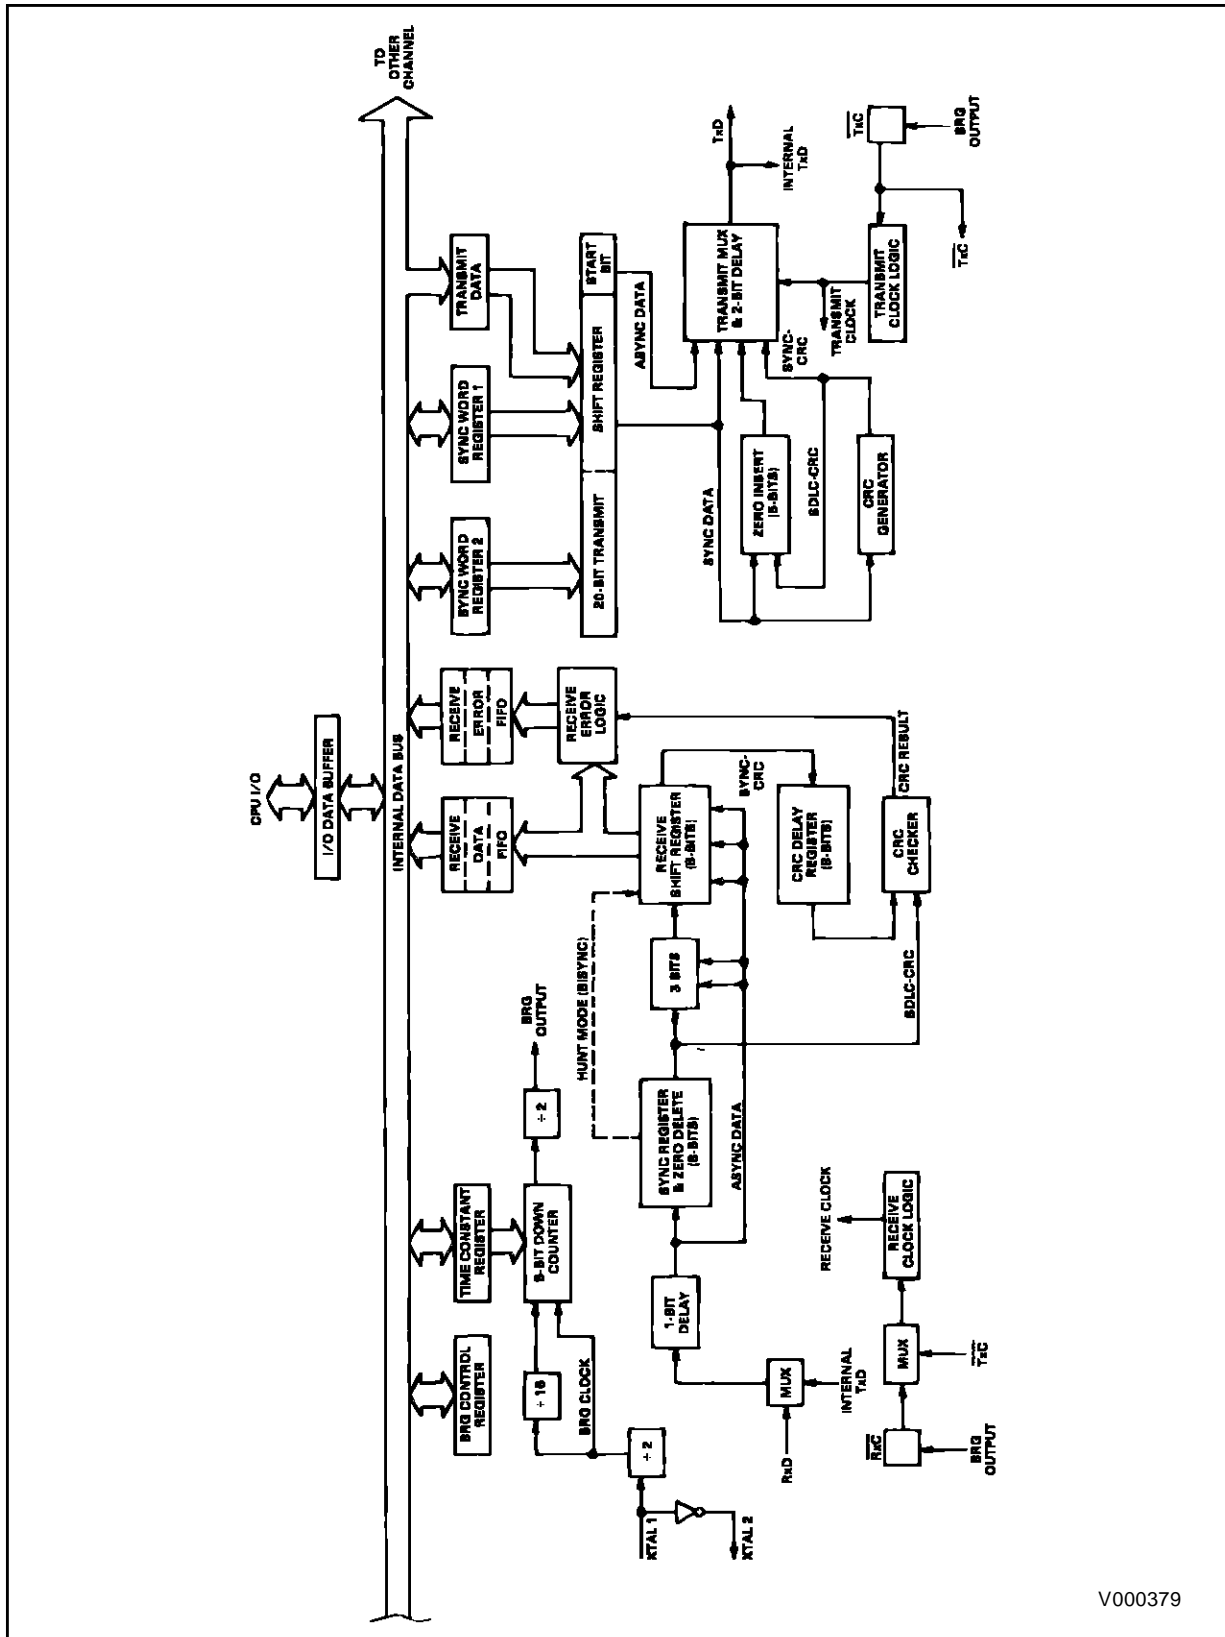 TO
OTHER
CHANNEL
CPU I/O
I/O DATA BUFFER
INTERNAL DATA BUS
BRG CONTROL
REGISTER
TIME CONSTANT
REGISTER
RECEIVE
DATA
FIFO
RECEIVE
ERROR
FIFO
SYNC WORD
REGISTER 2
SYNC WORD
REGISTER 1
TRANSMIT
DATA
÷ 16
8-BIT DOWN
COUNTER
÷ 2
BRG
OUTPUT
BRG CLOCK
÷ 2
XTAL 1
XTAL 2
RECEIVE
ERROR
LOGIC
20-BIT TRANSMIT
SHIFT REGISTER
START
BIT
HUNT MODE (BISYNC)
1-BIT
DELAY
SYNC REGISTER
& ZERO DELETE
(8-BITS)
3 BITS
RECEIVE
SHIFT REGISTER
(8-BITS)
ASYNC DATA
SYNC-
CRC
CRC DELAY
REGISTER
(8-BITS)
CRC
CHECKER
CRC RESULT
SDLC-CRC
MUX
RxD
INTERNAL
TxD
RECEIVE CLOCK
RECEIVE
CLOCK LOGIC
MUX
TxC
RxC
BRG
OUTPUT
ASYNC DATA
SYNC DATA
TRANSMIT MUX
& 2-BIT DELAY
TxD
INTERNAL
TxD
ZERO INSERT
(5-BITS)
SYNC-
CRC
SDLC-CRC
CRC
GENERATOR
TRANSMIT
CLOCK
TRANSMIT
CLOCK LOGIC
TxC
TxC
BRG
OUTPUT
V000379